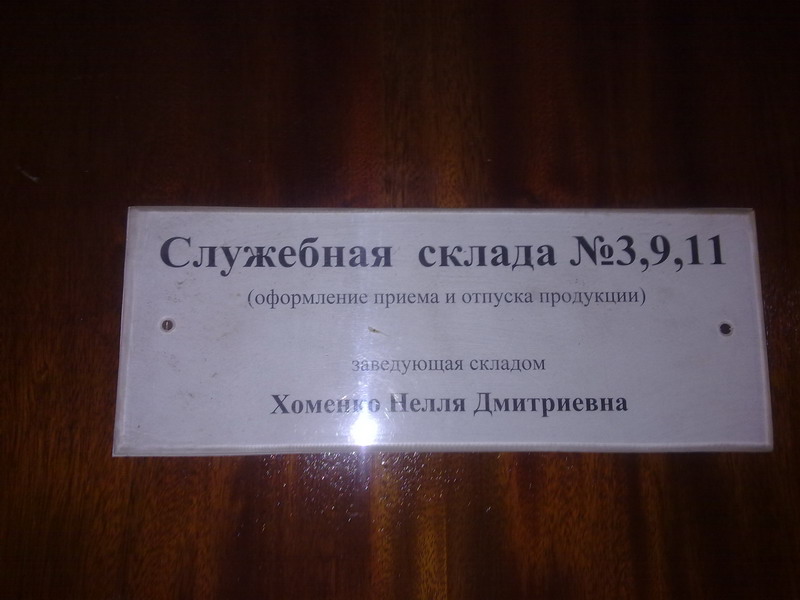 Служебная склада №3,9,11
(оформление приема и отпуска продукции)
заведующая складом
Хоменко Нелля Дмитриевна